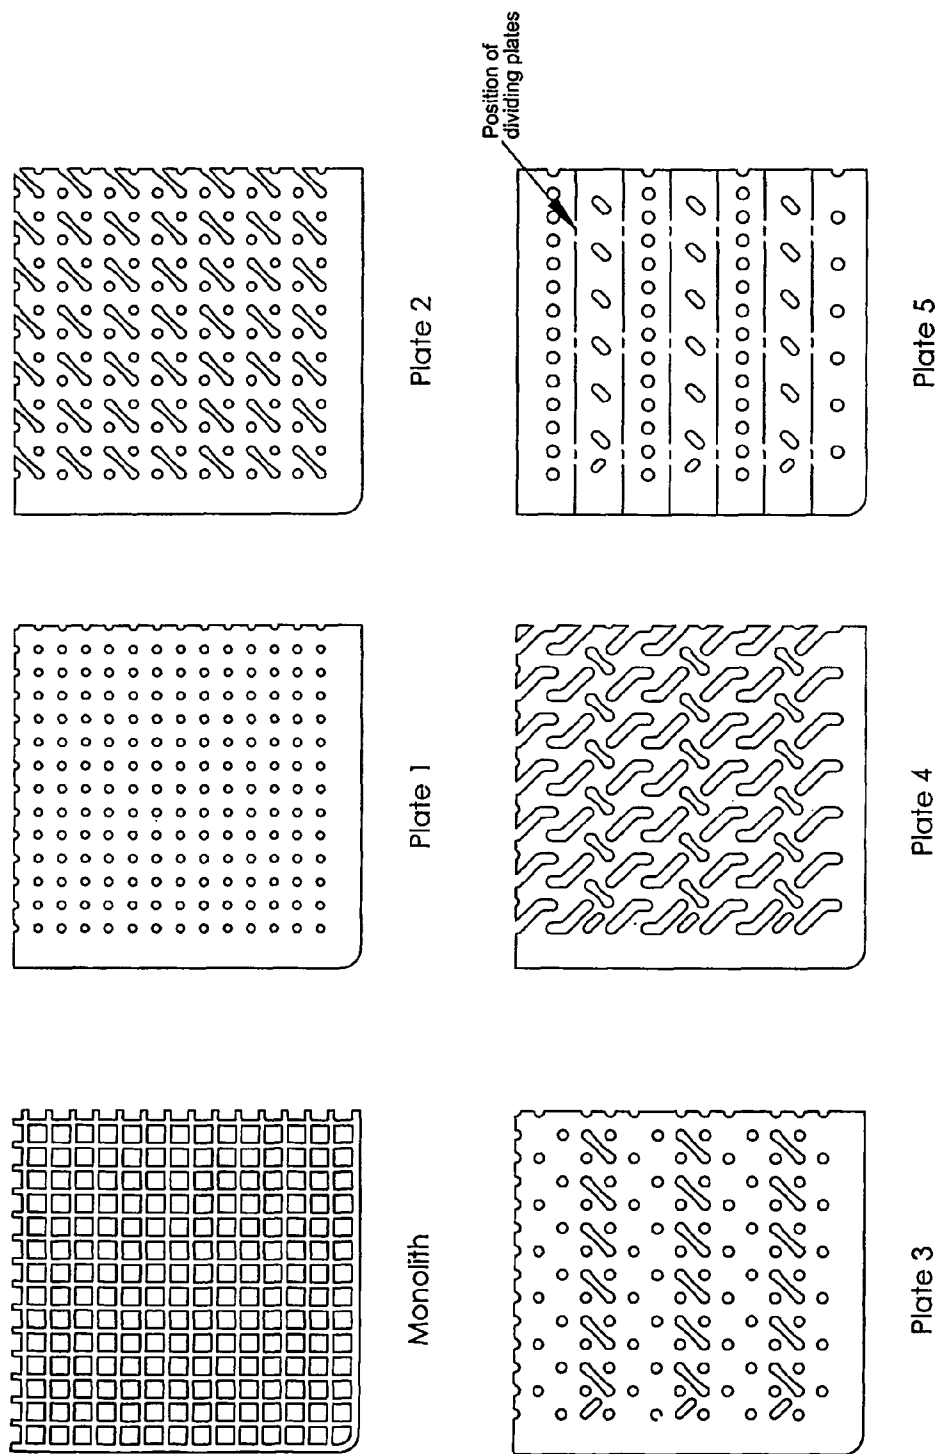 Monolith
Plate 1
Plate 2
Plate 3
Plate 4
Plate 5
Position of
dividing plates